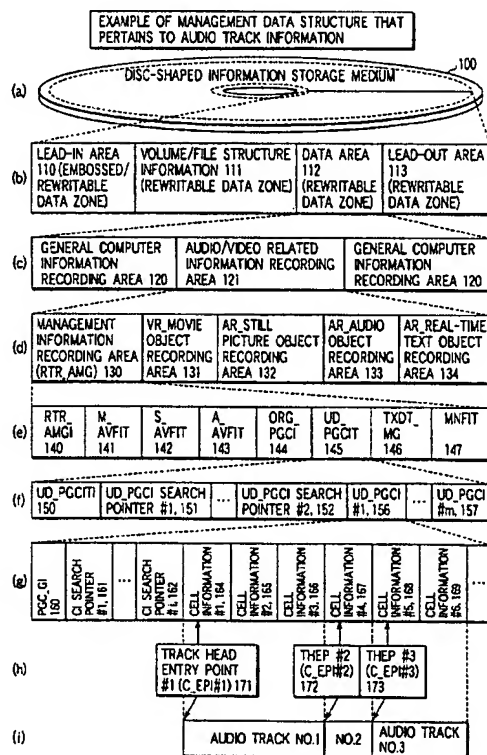 EXAMPLE OF MANAGEMENT DATA STRUCTURE THAT
PERTAINS TO AUDIO TRACK INFORMATION
100
DISC-SHAPED INFORMATION STORAGE MEDIUM
(a)
(b)
LEAD-IN AREA
110 (EMBOSSED/
REWRITABLE
DATA ZONE)
VOLUME/FILE STRUCTURE
INFORMATION 111
(REWRITABLE DATA ZONE)
DATA AREA
112
(REWRITABLE
DATA ZONE)
LEAD-OUT AREA
113
(REWRITABLE
DATA ZONE)
(c)
GENERAL COMPUTER
INFORMATION
RECORDING AREA 120
AUDIO/VIDEO RELATED
INFORMATION RECORDING
AREA 121
GENERAL COMPUTER
INFORMATION
RECORDING AREA 120
(d)
MANAGEMENT
INFORMATION
RECORDING AREA
(RTR_AMG) 130
VR_MOVIE
OBJECT
RECORDING
AREA 131
AR_STILL
PICTURE OBJECT
RECORDING
AREA 132
AR_AUDIO
OBJECT
RECORDING
AREA 133
AR_REAL-TIME
TEXT OBJECT
RECORDING
AREA 134
(e)
RTR_
AMGI
140
M_
AVFIT
141
S_
AVFIT
142
A_
AVFIT
143
ORG_
PGCI
144
UD_
PGCIT
145
TXDT_
MG
146
MNFIT
147
(f)
UD_PGCITI
150
UD_PGCI SEARCH
POINTER #1, 151
...
UD_PGCI SEARCH
POINTER #2, 152
UD_PGCI
#1, 156
...
UD_PGCI
#m, 157
(g)
PGC_GI
160
CI SEARCH
POINTER
#1, 161
...
CI SEARCH
POINTER
#i, 162
CELL
INFORMATION
#1, 164
CELL
INFORMATION
#2, 165
CELL
INFORMATION
#3, 166
CELL
INFORMATION
#4, 167
CELL
INFORMATION
#5, 168
CELL
INFORMATION
#6, 169
...
(h)
TRACK HEAD
ENTRY POINT
#1 (C_EPI#1) 171
THEP #2
(C_EPI#2)
172
THEP #3
(C_EPI#3)
173
(i)
AUDIO TRACK NO.1
NO.2
AUDIO TRACK
NO.3